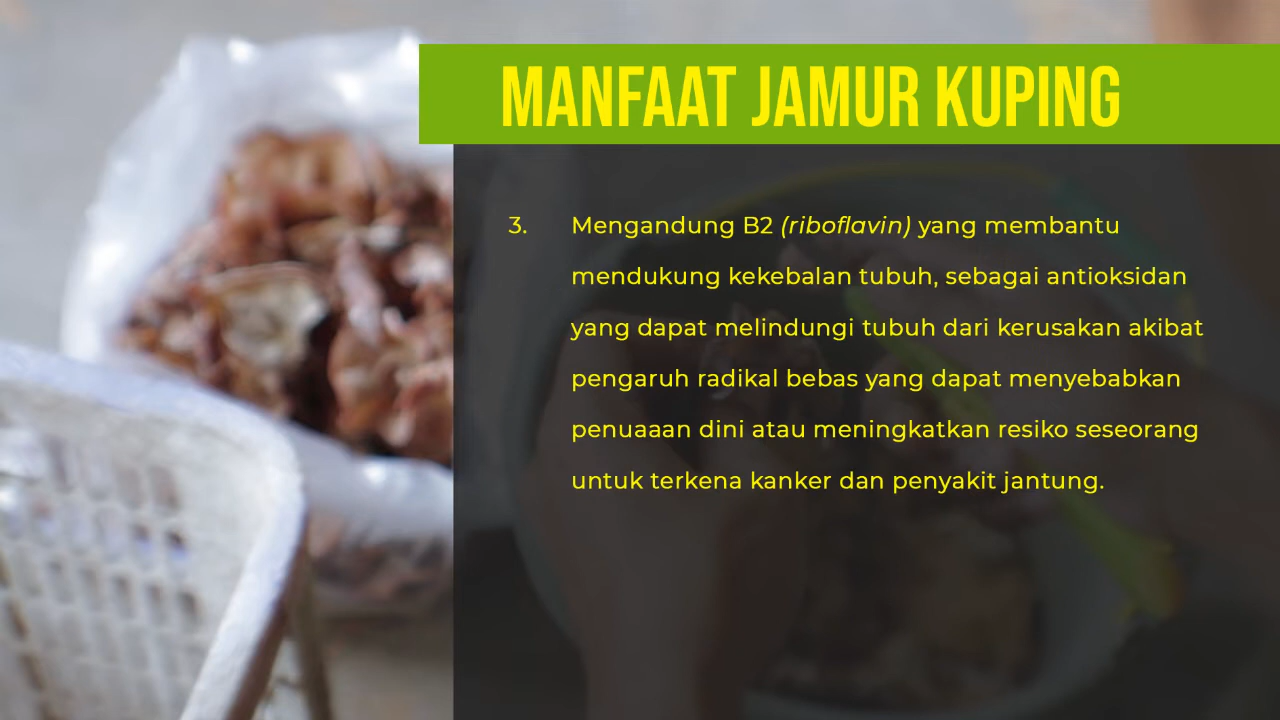 MANFAAT JAMUR KUPING
3. Mengandung B2 (riboflavin) yang membantu
mendukung kekebalan tubuh, sebagai antioksidan
yang dapat melindungi tubuh dari kerusakan akibat
pengaruh radikal bebas yang dapat menyebabkan
penuaaan dini atau meningkatkan resiko seseorang
untuk terkena kanker dan penyakit jantung.